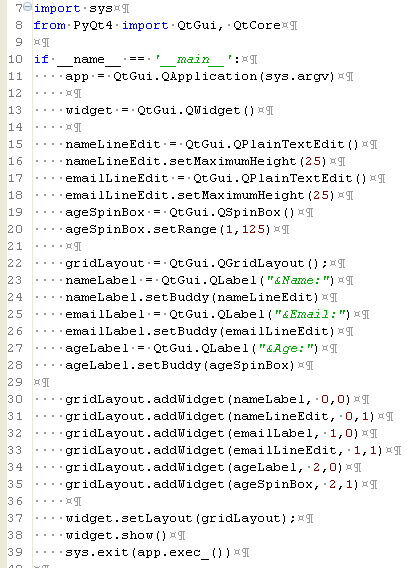 7 import sys¤¶
8 from PyQt4 import QtGui, QtCore¤¶
9 ¤¶
10 if __name__ == '__main__':¤¶
11 ····app = QtGui.QApplication(sys.argv)¤¶
12 ····¤¶
13 ····widget = QtGui.QWidget()¤¶
14 ····¤¶
15 ····nameLineEdit = QtGui.QPlainTextEdit()¤¶
16 ····nameLineEdit.setMaximumHeight(25)¤¶
17 ····emailLineEdit = QtGui.QPlainTextEdit()¤¶
18 ····emailLineEdit.setMaximumHeight(25)¤¶
19 ····ageSpinBox = QtGui.QSpinBox()¤¶
20 ····ageSpinBox.setRange(1,125)¤¶
21 ····¤¶
22 ····gridLayout = QtGui.QGridLayout();¤¶
23 ····nameLabel = QtGui.QLabel("&Name:")¤¶
24 ····nameLabel.setBuddy(nameLineEdit)¤¶
25 ····emailLabel = QtGui.QLabel("&Email:")¤¶
26 ····emailLabel.setBuddy(emailLineEdit)¤¶
27 ····ageLabel = QtGui.QLabel("&Age:")¤¶
28 ····ageLabel.setBuddy(ageSpinBox)¤¶
29 ¤¶
30 ····gridLayout.addWidget(nameLabel, 0,0)¤¶
31 ····gridLayout.addWidget(nameLineEdit, 0,1)¤¶
32 ····gridLayout.addWidget(emailLabel, 1,0)¤¶
33 ····gridLayout.addWidget(emailLineEdit, 1,1)¤¶
34 ····gridLayout.addWidget(ageLabel, 2,0)¤¶
35 ····gridLayout.addWidget(ageSpinBox, 2,1)¤¶
36 ····¤¶
37 ····widget.setLayout(gridLayout);¤¶
38 ····widget.show()¤¶
39 ····sys.exit(app.exec_())¤¶